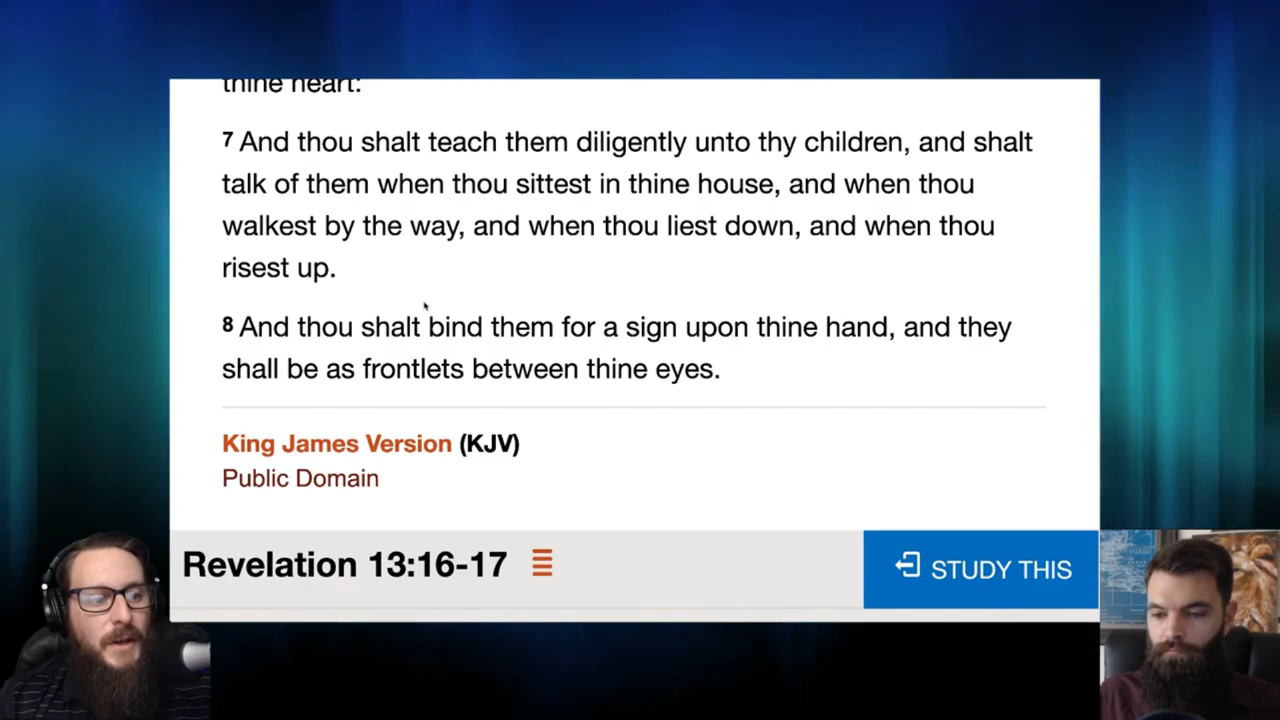 thine heart:
7 And thou shalt teach them diligently unto thy children, and shalt
talk of them when thou sittest in thine house, and when thou
walkest by the way, and when thou liest down, and when thou
risest up.
8 And thou shalt bind them for a sign upon thine hand, and they
shall be as frontlets between thine eyes.
King James Version (KJV)
Public Domain
Revelation 13:16-17
STUDY THIS